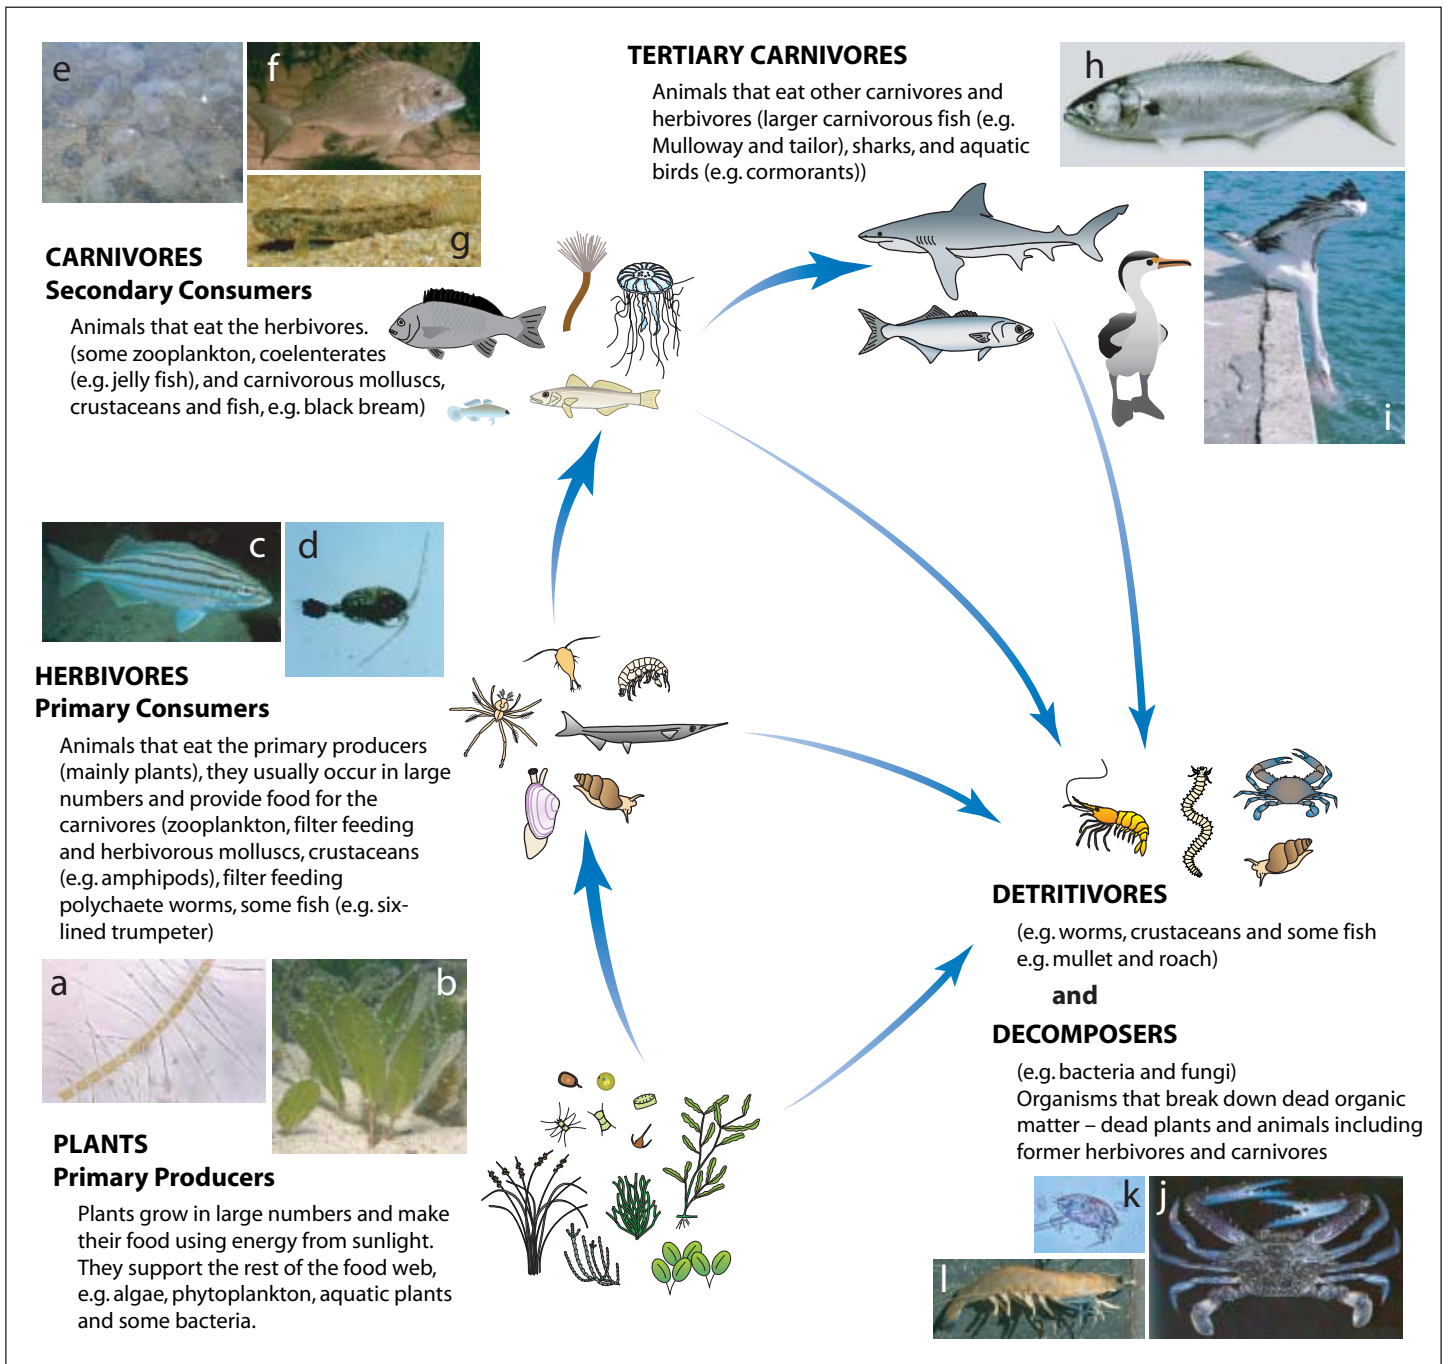 e
f
g
CARNIVORES
Secondary Consumers
Animals that eat the herbivores.
(some zooplankton, coelenterates
(e.g. jelly fish), and carnivorous molluscs,
crustaceans and fish, e.g. black bream)
TERTIARY CARNIVORES
Animals that eat other carnivores and
herbivores (larger carnivorous fish (e.g.
Mulloway and tailor), sharks, and aquatic
birds (e.g. cormorants))
h
i
c
d
HERBIVORES
Primary Consumers
Animals that eat the primary producers
(mainly plants), they usually occur in large
numbers and provide food for the
carnivores (zooplankton, filter feeding
and herbivorous molluscs, crustaceans
(e.g. amphipods), filter feeding
polychaete worms, some fish (e.g. six-
lined trumpeter)
a
b
PLANTS
Primary Producers
Plants grow in large numbers and make
their food using energy from sunlight.
They support the rest of the food web,
e.g. algae, phytoplankton, aquatic plants
and some bacteria.
DETRITIVORES
(e.g. worms, crustaceans and some fish
e.g. mullet and roach)
and
DECOMPOSERS
(e.g. bacteria and fungi)
Organisms that break down dead organic
matter – dead plants and animals including
former herbivores and carnivores
k
j
l